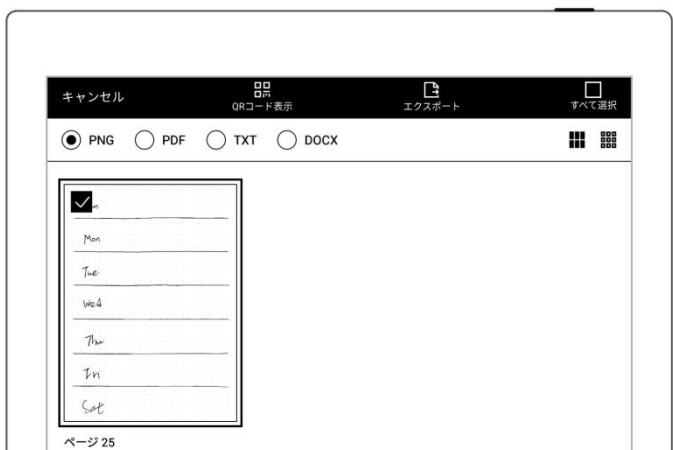 キャンセル
QRコード表示
エクスポート
すべて選択
PNG
PDF
TXT
DOCX
Mon
Tue
Wed
Thu
Fri
Sat
ページ 25